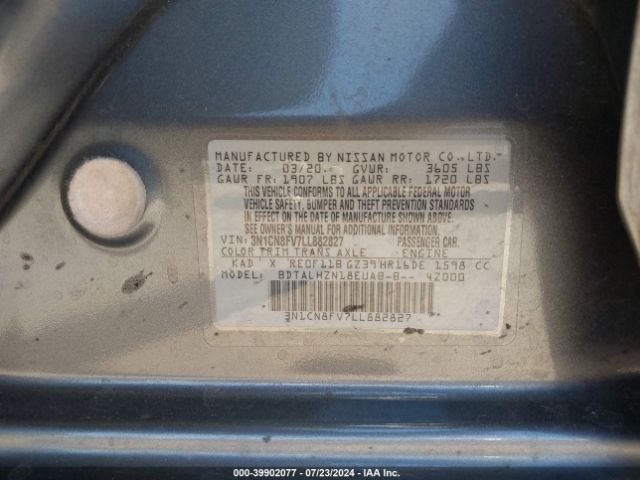 MANUFACTURED BY NISSAN MOTOR CO., LTD.
DATE: 03/20 GVWR: 3605 LBS
GAWR FR: 1907 LBS GAWR RR: 1720 LBS
THIS VEHICLE CONFORMS TO ALL APPLICABLE FEDERAL MOTOR
VEHICLE SAFETY, BUMPER AND THEFT PREVENTION STANDARDS
IN EFFECT ON THE DATE OF MANUFACTURE SHOWN ABOVE.
SEE OWNER'S MANUAL FOR ADDITIONAL INFORMATION
VIN: 3N1CN8FV7LL882827 PASSENGER CAR.
COLOR TRIM TRANS AXLE ENGINE
KAD X RE0F11B GZ39 HR16DE 1598 CC
MODEL: BDTALHZN18EUAB-B-- 4Z000
3N1CN8FV7LL882827
000-39902077 - 07/23/2024 - IAA Inc.